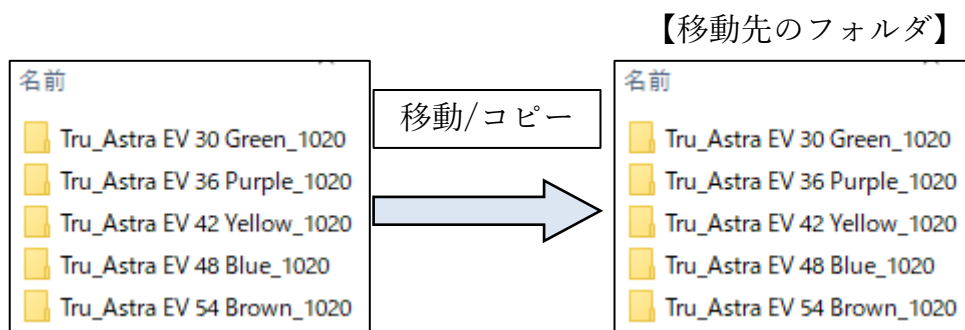 【移動先のフォルダ】
名前
Tru_Astra EV 30 Green_1020
Tru_Astra EV 36 Purple_1020
Tru_Astra EV 42 Yellow_1020
Tru_Astra EV 48 Blue_1020
Tru_Astra EV 54 Brown_1020
移動/コピー
名前
Tru_Astra EV 30 Green_1020
Tru_Astra EV 36 Purple_1020
Tru_Astra EV 42 Yellow_1020
Tru_Astra EV 48 Blue_1020
Tru_Astra EV 54 Brown_1020